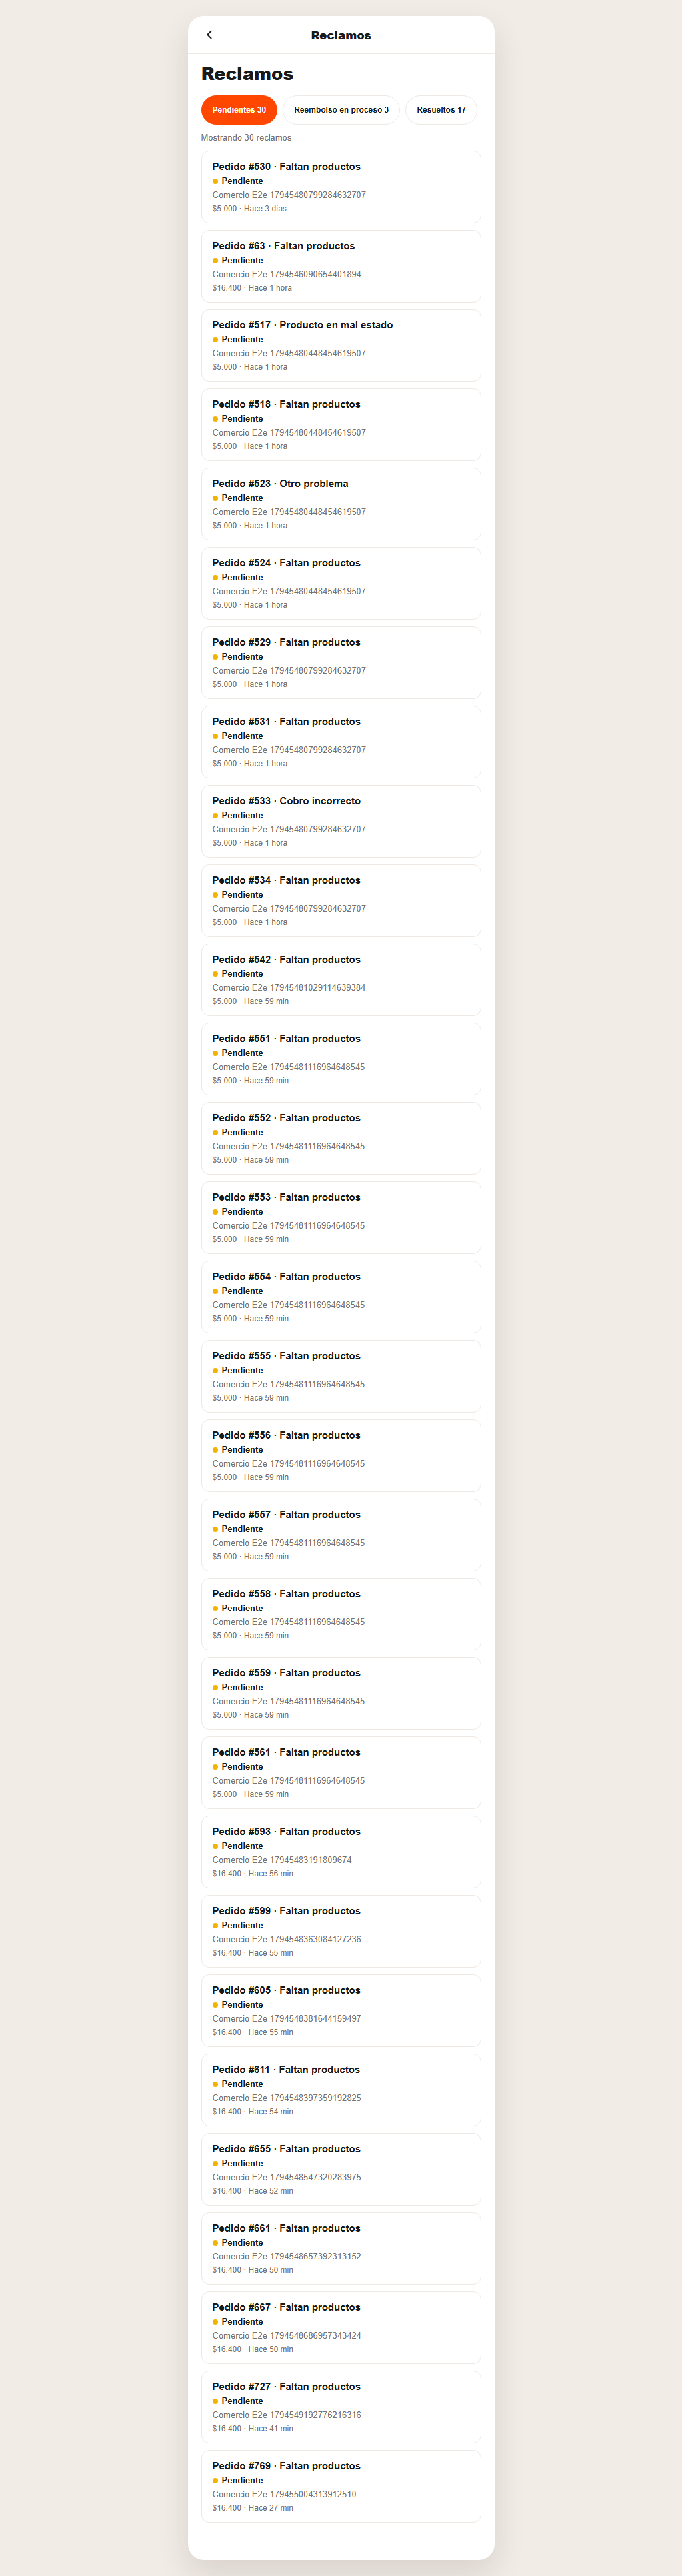 Reclamos
Reclamos
Pendientes 30
Reembolso en proceso 3
Resueltos 17
Mostrando 30 reclamos
Pedido #530 · Faltan productos
Pendiente
Comercio E2e 17945480799284632707
$5.000 · Hace 3 días
Pedido #63 · Faltan productos
Pendiente
Comercio E2e 1794546090654401894
$16.400 · Hace 1 hora
Pedido #517 · Producto en mal estado
Pendiente
Comercio E2e 17945480448454619507
$5.000 · Hace 1 hora
Pedido #518 · Faltan productos
Pendiente
Comercio E2e 17945480448454619507
$5.000 · Hace 1 hora
Pedido #523 · Otro problema
Pendiente
Comercio E2e 17945480448454619507
$5.000 · Hace 1 hora
Pedido #524 · Faltan productos
Pendiente
Comercio E2e 17945480448454619507
$5.000 · Hace 1 hora
Pedido #529 · Faltan productos
Pendiente
Comercio E2e 17945480799284632707
$5.000 · Hace 1 hora
Pedido #531 · Faltan productos
Pendiente
Comercio E2e 17945480799284632707
$5.000 · Hace 1 hora
Pedido #533 · Cobro incorrecto
Pendiente
Comercio E2e 17945480799284632707
$5.000 · Hace 1 hora
Pedido #534 · Faltan productos
Pendiente
Comercio E2e 17945480799284632707
$5.000 · Hace 1 hora
Pedido #542 · Faltan productos
Pendiente
Comercio E2e 17945481029114639384
$5.000 · Hace 59 min
Pedido #551 · Faltan productos
Pendiente
Comercio E2e 17945481116964648545
$5.000 · Hace 59 min
Pedido #552 · Faltan productos
Pendiente
Comercio E2e 17945481116964648545
$5.000 · Hace 59 min
Pedido #553 · Faltan productos
Pendiente
Comercio E2e 17945481116964648545
$5.000 · Hace 59 min
Pedido #554 · Faltan productos
Pendiente
Comercio E2e 17945481116964648545
$5.000 · Hace 59 min
Pedido #555 · Faltan productos
Pendiente
Comercio E2e 17945481116964648545
$5.000 · Hace 59 min
Pedido #556 · Faltan productos
Pendiente
Comercio E2e 17945481116964648545
$5.000 · Hace 59 min
Pedido #557 · Faltan productos
Pendiente
Comercio E2e 17945481116964648545
$5.000 · Hace 59 min
Pedido #558 · Faltan productos
Pendiente
Comercio E2e 17945481116964648545
$5.000 · Hace 59 min
Pedido #559 · Faltan productos
Pendiente
Comercio E2e 17945481116964648545
$5.000 · Hace 59 min
Pedido #561 · Faltan productos
Pendiente
Comercio E2e 17945481116964648545
$5.000 · Hace 59 min
Pedido #593 · Faltan productos
Pendiente
Comercio E2e 17945483191809674
$16.400 · Hace 56 min
Pedido #599 · Faltan productos
Pendiente
Comercio E2e 1794548363084127236
$16.400 · Hace 55 min
Pedido #605 · Faltan productos
Pendiente
Comercio E2e 1794548381644159497
$16.400 · Hace 55 min
Pedido #611 · Faltan productos
Pendiente
Comercio E2e 1794548397359192825
$16.400 · Hace 54 min
Pedido #655 · Faltan productos
Pendiente
Comercio E2e 1794548547320283975
$16.400 · Hace 52 min
Pedido #661 · Faltan productos
Pendiente
Comercio E2e 1794548657392313152
$16.400 · Hace 50 min
Pedido #667 · Faltan productos
Pendiente
Comercio E2e 1794548686957343424
$16.400 · Hace 50 min
Pedido #727 · Faltan productos
Pendiente
Comercio E2e 1794549192776216316
$16.400 · Hace 41 min
Pedido #769 · Faltan productos
Pendiente
Comercio E2e 179455004313912510
$16.400 · Hace 27 min